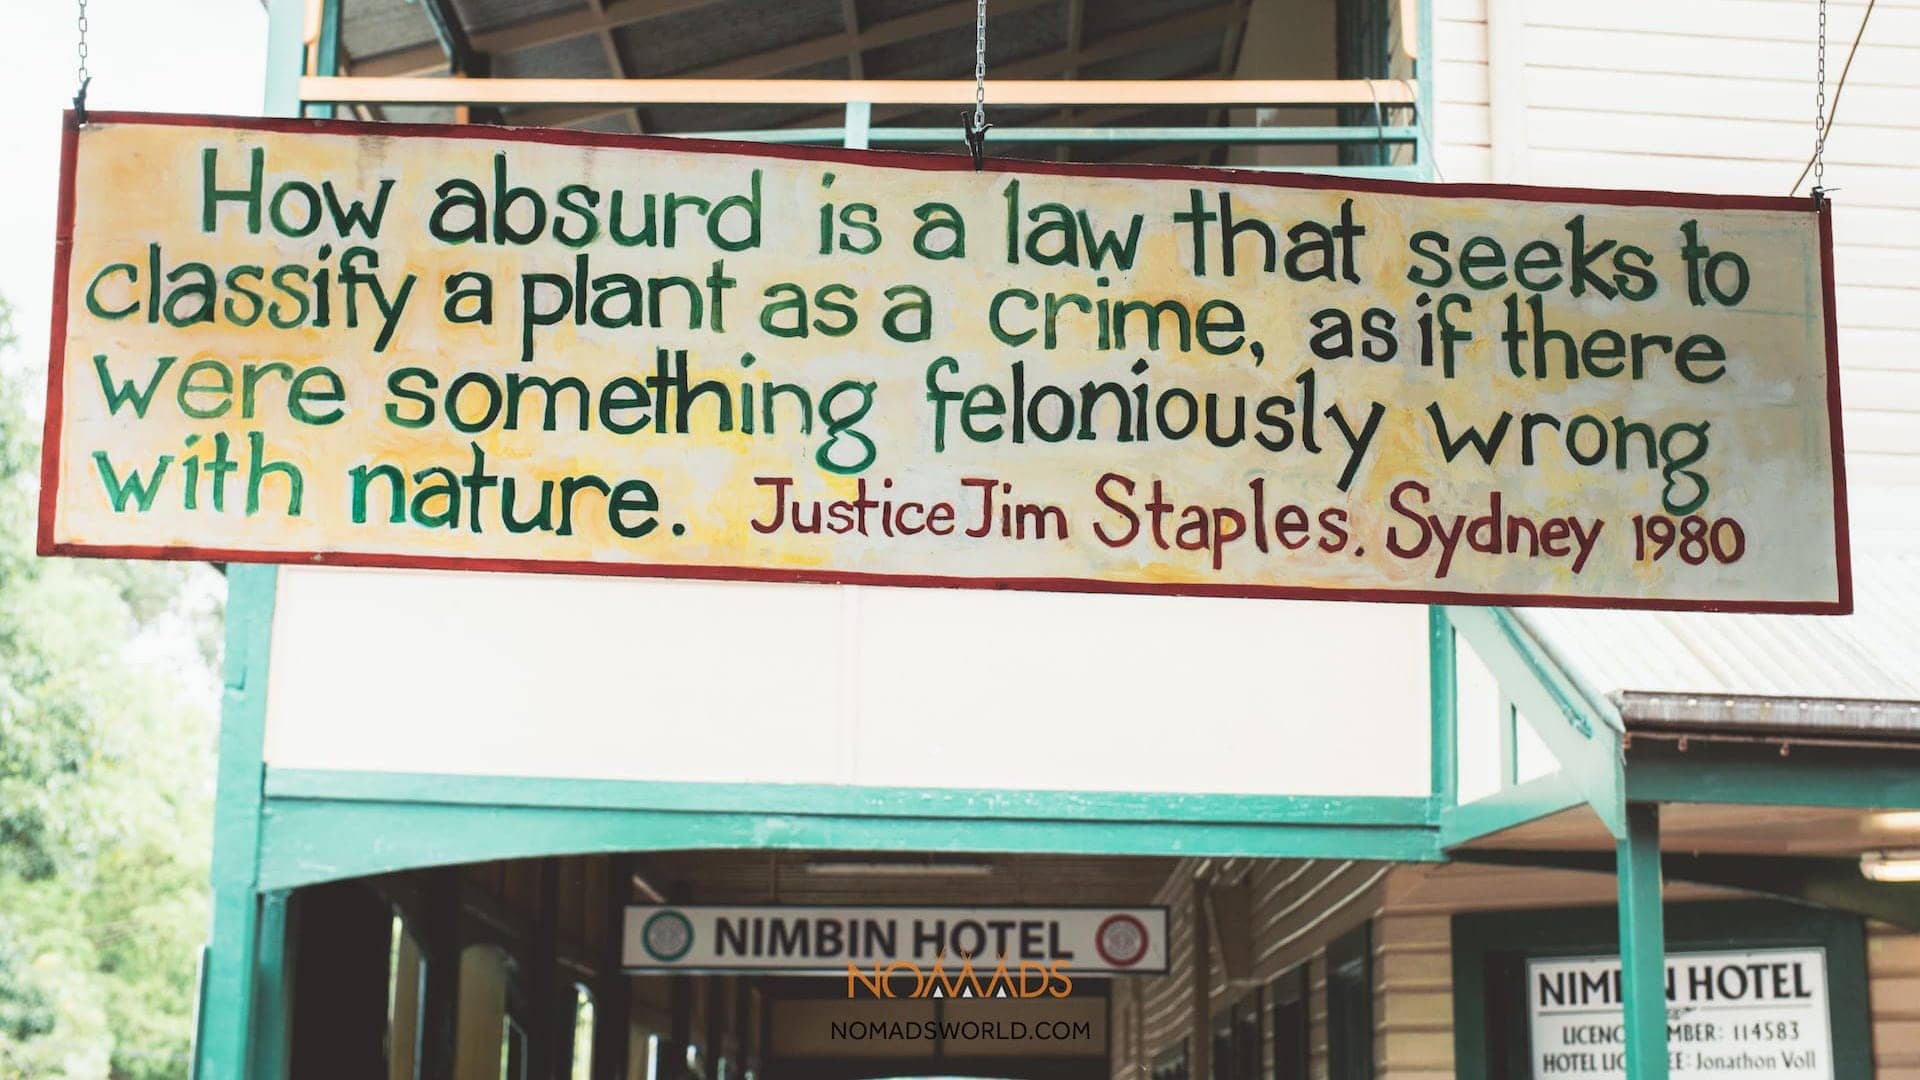 How absurd is a law that seeks to
classify a plant as a crime, as if there
were something feloniously wrong
with nature. Justice Jim Staples. Sydney 1980
NIMBIN HOTEL
NOMADS
NOMADSWORLD.COM
HOTEL
114583
HOTEL Jonathon Voll